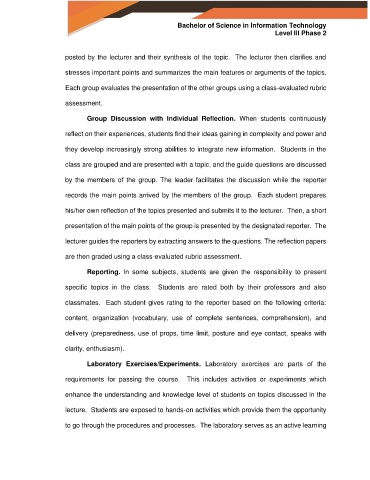 Bachelor of Science in Information Technology
Level III Phase 2
posted by the lecturer and their synthesis of the topic. The lecturer then clarifies and
stresses important points and summarizes the main features or arguments of the topics.
Each group evaluates the presentation of the other groups using a class-evaluated rubric
assessment.
Group Discussion with Individual Reflection. When students continuously
reflect on their experiences, students find their ideas gaining in complexity and power and
they develop increasingly strong abilities to integrate new information. Students in the
class are grouped and are presented with a topic, and the guide questions are discussed
by the members of the group. The leader facilitates the discussion while the reporter
records the main points arrived by the members of the group. Each student prepares
his/her own reflection of the topics presented and submits it to the lecturer. Then, a short
presentation of the main points of the group is presented by the designated reporter. The
lecturer guides the reporters by extracting answers to the questions. The reflection papers
are then graded using a class-evaluated rubric assessment.
Reporting. In some subjects, students are given the responsibility to present
specific topics in the class. Students are rated both by their professors and also
classmates. Each student gives rating to the reporter based on the following criteria:
content, organization (vocabulary, use of complete sentences, comprehension), and
delivery (preparedness, use of props, time limit, posture and eye contact, speaks with
clarity, enthusiasm).
Laboratory Exercises/Experiments. Laboratory exercises are parts of the
requirements for passing the course. This includes activities or experiments which
enhance the understanding and knowledge level of students on topics discussed in the
lecture. Students are exposed to hands-on activities which provide them the opportunity
to go through the procedures and processes. The laboratory serves as an active learning